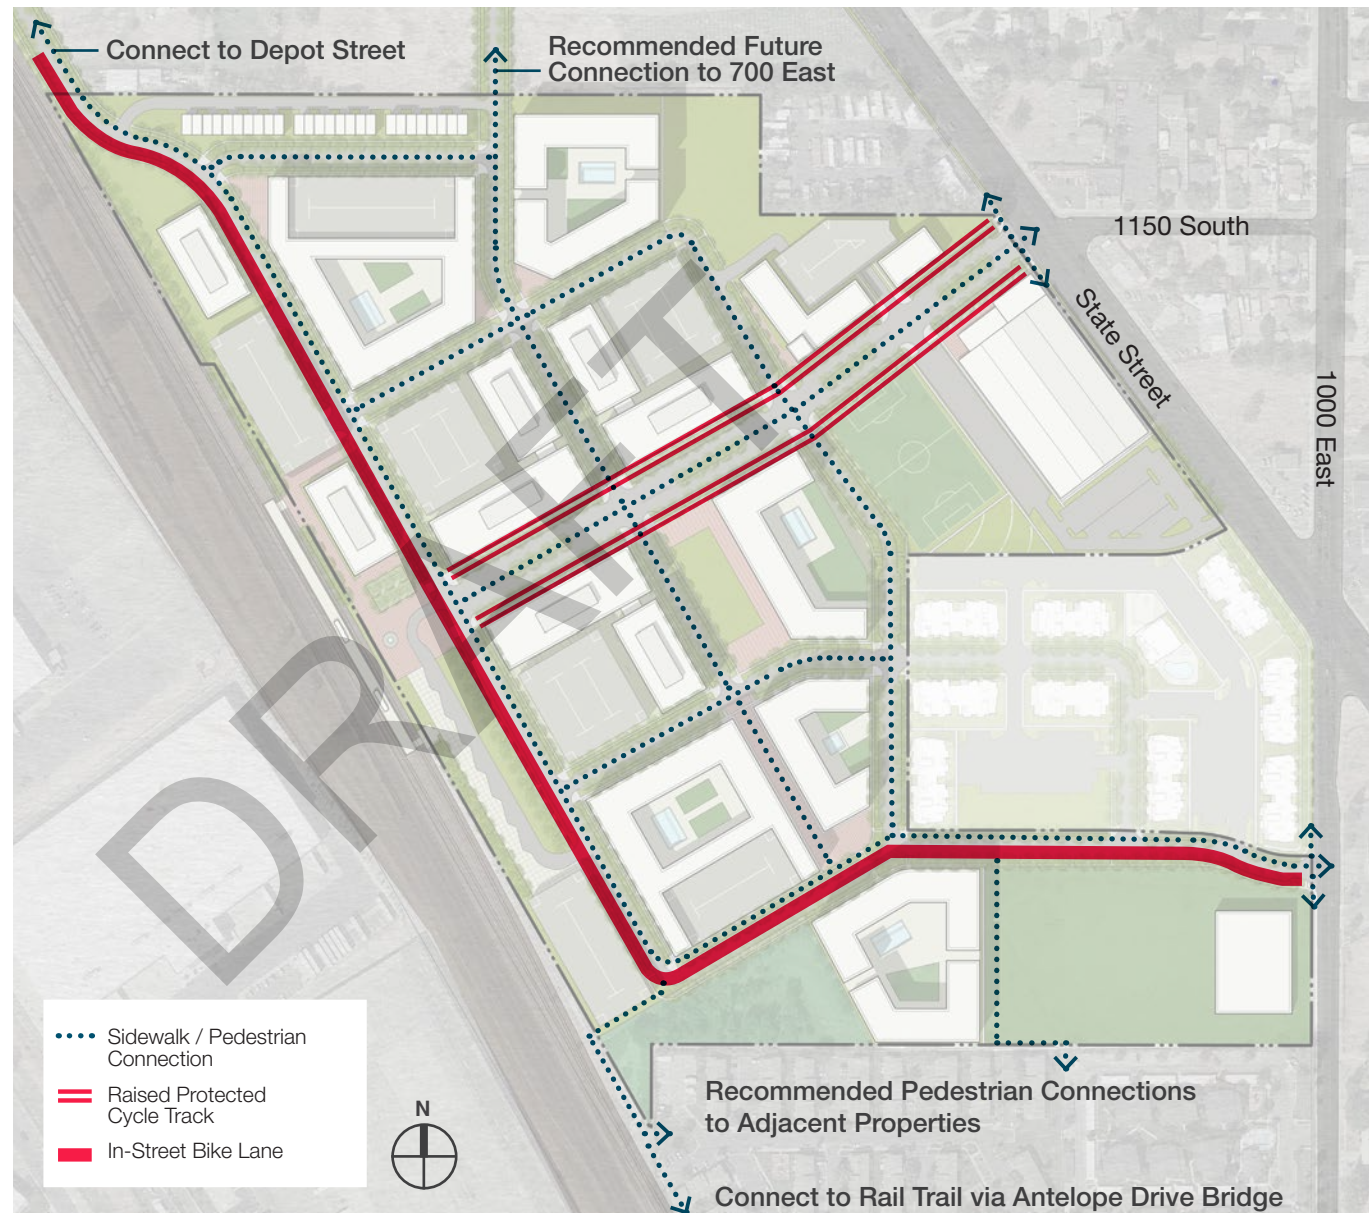 Connect to Depot Street
Recommended Future
Connection to 700 East
1150 South
State Street
1000 East
DRAFT
Sidewalk / Pedestrian
Connection
Raised Protected
Cycle Track
In-Street Bike Lane
N
Recommended Pedestrian Connections
to Adjacent Properties
Connect to Rail Trail via Antelope Drive Bridge